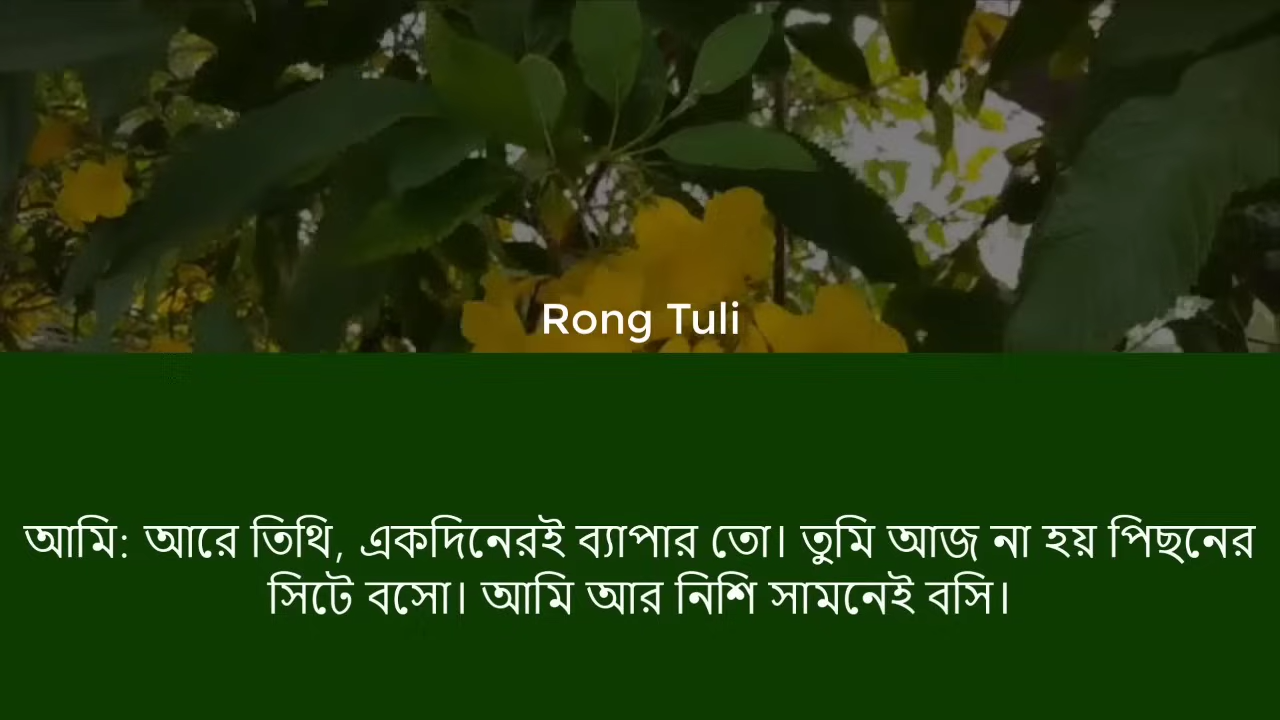 Rong Tuli
আমি: আরে তিথি, একদিনেরই ব্যাপার তো। তুমি আজ না হয় পিছনের
সিটে বসো। আমি আর নিশি সামনেই বসি।